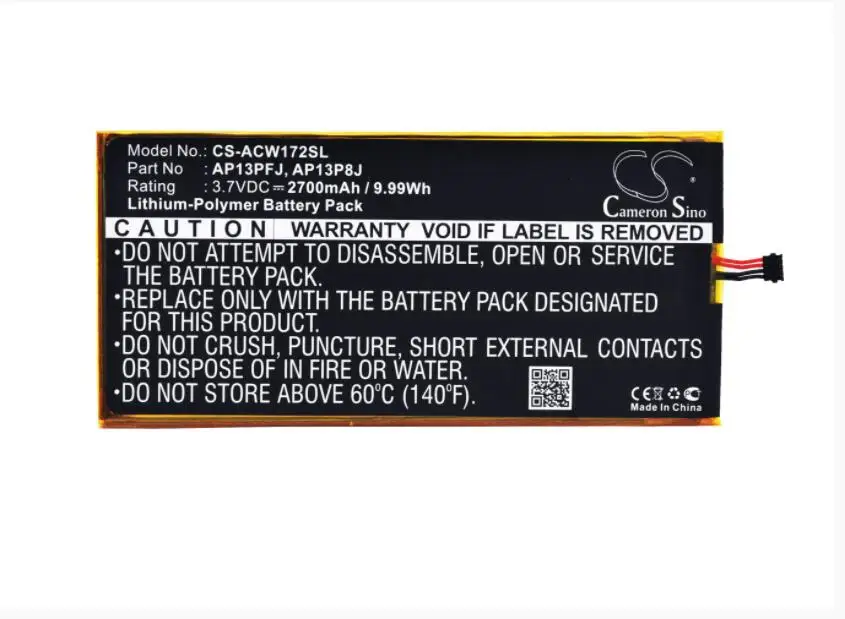 Model No.: CS-ACW172SL
Part No : AP13PFJ, AP13P8J
Rating : 3.7VDC⎓2700mAh / 9.99Wh
Lithium-Polymer Battery Pack
CS
Cameron Sino
CAUTION WARRANTY VOID IF LABEL IS REMOVED
•DO NOT ATTEMPT TO DISASSEMBLE, OPEN OR SERVICE
THE BATTERY PACK.
•REPLACE ONLY WITH THE BATTERY PACK DESIGNATED
FOR THIS PRODUCT.
•DO NOT CRUSH, PUNCTURE, SHORT EXTERNAL CONTACTS
OR DISPOSE OF IN FIRE OR WATER.
•DO NOT STORE ABOVE 60°C (140°F).
CE
Made In China